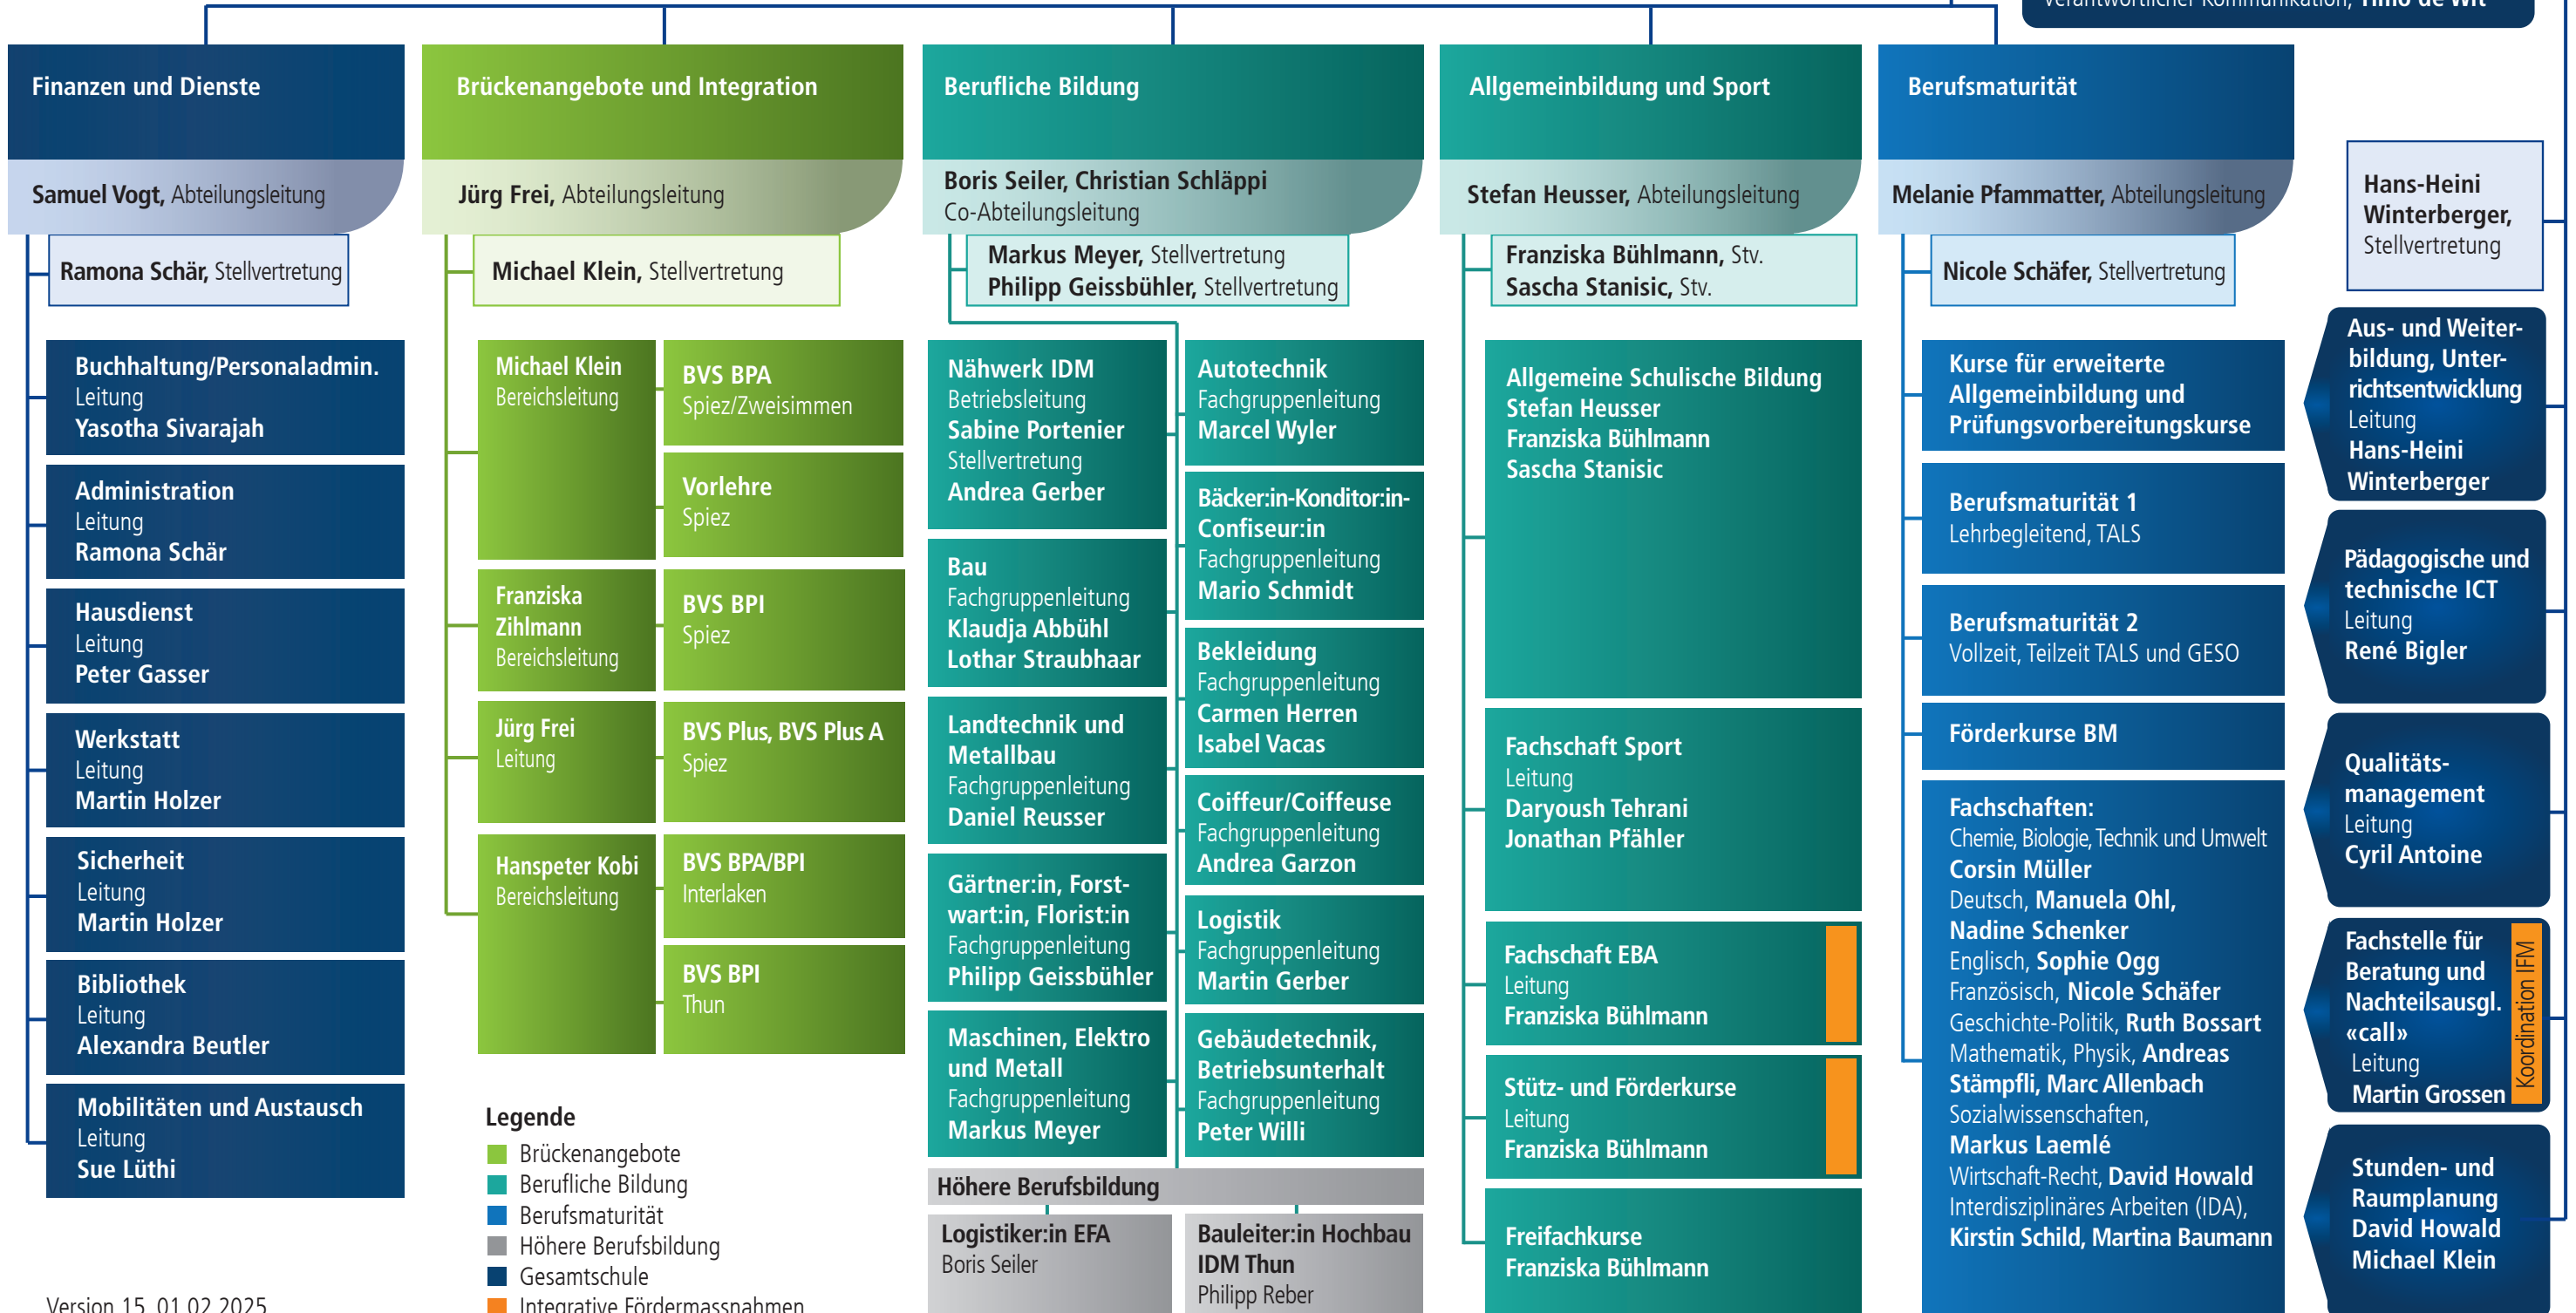 verantwortlicher Kommunikation, Timo de Wit
Finanzen und Dienste
Samuel Vogt, Abteilungsleitung
Ramona Schär, Stellvertretung
Buchhaltung/Personaladmin.
Leitung
Yasotha Sivarajah
Administration
Leitung
Ramona Schär
Hausdienst
Leitung
Peter Gasser
Werkstatt
Leitung
Martin Holzer
Sicherheit
Leitung
Martin Holzer
Bibliothek
Leitung
Alexandra Beutler
Mobilitäten und Austausch
Leitung
Sue Lüthi
Version 15, 01.02.2025
Brückenangebote und Integration
Jürg Frei, Abteilungsleitung
Michael Klein, Stellvertretung
Michael Klein
Bereichsleitung
BVS BPA
Spiez/Zweisimmen
Vorlehre
Spiez
Franziska
Zihlmann
Bereichsleitung
BVS BPI
Spiez
Jürg Frei
Leitung
BVS Plus, BVS Plus A
Spiez
Hanspeter Kobi
Bereichsleitung
BVS BPA/BPI
Interlaken
BVS BPI
Thun
Legende
Brückenangebote
Berufliche Bildung
Berufsmaturität
Höhere Berufsbildung
Gesamtschule
Integrative Fördermassnahmen
Berufliche Bildung
Boris Seiler, Christian Schläppi
Co-Abteilungsleitung
Markus Meyer, Stellvertretung
Philipp Geissbühler, Stellvertretung
Nähwerk IDM
Betriebsleitung
Sabine Portenier
Stellvertretung
Andrea Gerber
Bau
Fachgruppenleitung
Klaudja Abbühl
Lothar Straubhaar
Landtechnik und
Metallbau
Fachgruppenleitung
Daniel Reusser
Gärtner:in, Forst-
wart:in, Florist:in
Fachgruppenleitung
Philipp Geissbühler
Maschinen, Elektro
und Metall
Fachgruppenleitung
Markus Meyer
Autotechnik
Fachgruppenleitung
Marcel Wyler
Bäcker:in-Konditor:in-
Confiseur:in
Fachgruppenleitung
Mario Schmidt
Bekleidung
Fachgruppenleitung
Carmen Herren
Isabel Vacas
Coiffeur/Coiffeuse
Fachgruppenleitung
Andrea Garzon
Logistik
Fachgruppenleitung
Martin Gerber
Gebäudetechnik,
Betriebsunterhalt
Fachgruppenleitung
Peter Willi
Höhere Berufsbildung
Logistiker:in EFA
Boris Seiler
Bauleiter:in Hochbau
IDM Thun
Philipp Reber
Allgemeinbildung und Sport
Stefan Heusser, Abteilungsleitung
Franziska Bühlmann, Stv.
Sascha Stanisic, Stv.
Allgemeine Schulische Bildung
Stefan Heusser
Franziska Bühlmann
Sascha Stanisic
Fachschaft Sport
Leitung
Daryoush Tehrani
Jonathan Pfähler
Fachschaft EBA
Leitung
Franziska Bühlmann
Stütz- und Förderkurse
Leitung
Franziska Bühlmann
Freifachkurse
Franziska Bühlmann
Berufsmaturität
Melanie Pfammatter, Abteilungsleitung
Nicole Schäfer, Stellvertretung
Kurse für erweiterte
Allgemeinbildung und
Prüfungsvorbereitungskurse
Berufsmaturität 1
Lehrbegleitend, TALS
Berufsmaturität 2
Vollzeit, Teilzeit TALS und GESO
Förderkurse BM
Fachschaften:
Chemie, Biologie, Technik und Umwelt
Corsin Müller
Deutsch, Manuela Ohl,
Nadine Schenker
Englisch, Sophie Ogg
Französisch, Nicole Schäfer
Geschichte-Politik, Ruth Bossart
Mathematik, Physik, Andreas
Stämpfli, Marc Allenbach
Sozialwissenschaften,
Markus Laemlé
Wirtschaft-Recht, David Howald
Interdisziplinäres Arbeiten (IDA),
Kirstin Schild, Martina Baumann
Hans-Heini
Winterberger,
Stellvertretung
Aus- und Weiter-
bildung, Unter-
richtsentwicklung
Leitung
Hans-Heini
Winterberger
Pädagogische und
technische ICT
Leitung
René Bigler
Qualitäts-
management
Leitung
Cyril Antoine
Fachstelle für
Beratung und
Nachteilsausgl.
«call»
Leitung
Martin Grossen
Koordination IFM
Stunden- und
Raumplanung
David Howald
Michael Klein